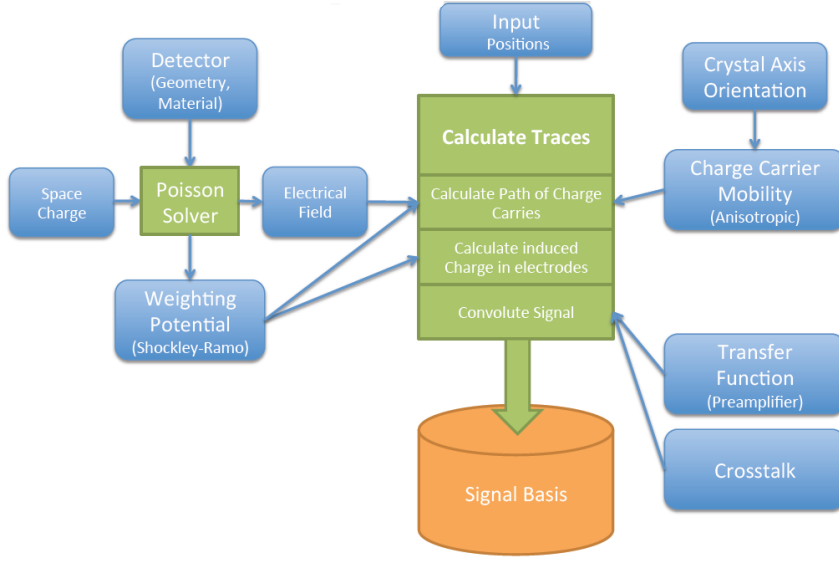 Input
Positions
Detector
(Geometry,
Material)
Crystal Axis
Orientation
Calculate Traces
Space
Charge
Poisson
Solver
Electrical
Field
Calculate Path of Charge
Carries
Charge Carrier
Mobility
(Anisotropic)
Calculate induced
Charge in electrodes
Weighting
Potential
(Shockley-Ramo)
Convolute Signal
Transfer
Function
(Preamplifier)
Crosstalk
Signal Basis